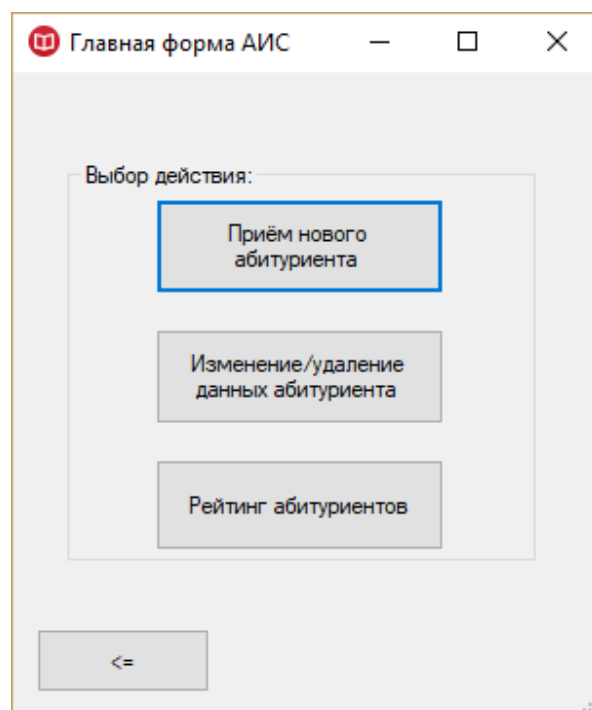 Главная форма АИС
Выбор действия:
Приём нового
абитуриента
Изменение/удаление
данных абитуриента
Рейтинг абитуриентов
<=